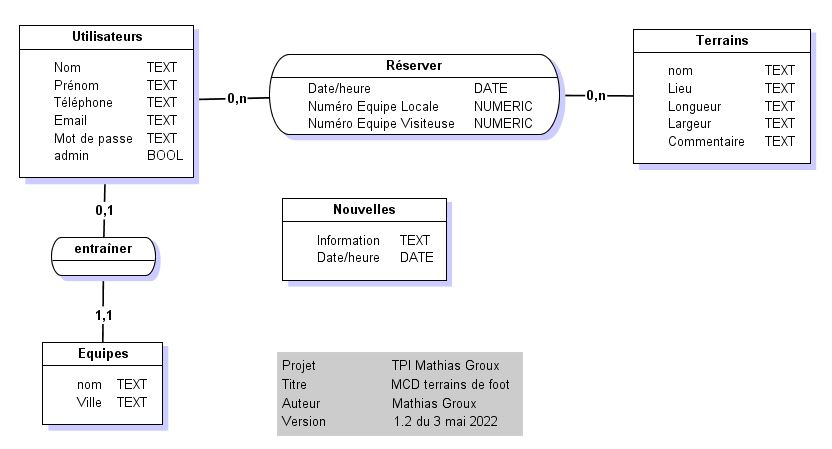 Utilisateurs
Nom TEXT
Prénom TEXT
Téléphone TEXT
Email TEXT
Mot de passe TEXT
admin BOOL
0,n
Réserver
Date/heure DATE
Numéro Equipe Locale NUMERIC
Numéro Equipe Visiteuse NUMERIC
0,n
Terrains
nom TEXT
Lieu TEXT
Longueur TEXT
Largeur TEXT
Commentaire TEXT
0,1
entraîner
1,1
Equipes
nom TEXT
Ville TEXT
Nouvelles
Information TEXT
Date/heure DATE
Projet TPI Mathias Groux
Titre MCD terrains de foot
Auteur Mathias Groux
Version 1.2 du 3 mai 2022